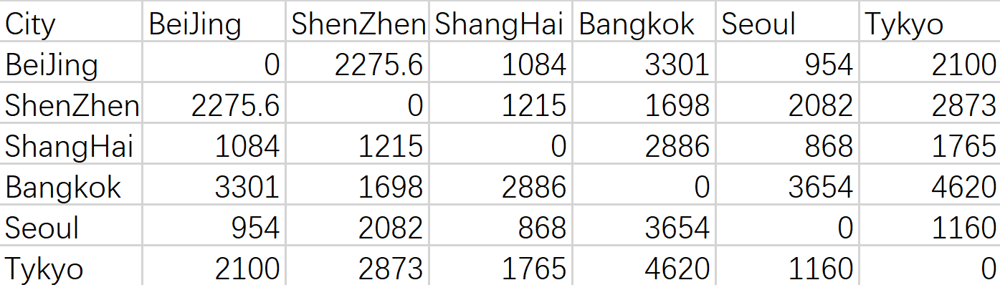 City BeiJing ShenZhen ShangHai Bangkok Seoul Tykyo
BeiJing 0 2275.6 1084 3301 954 2100
ShenZhen 2275.6 0 1215 1698 2082 2873
ShangHai 1084 1215 0 2886 868 1765
Bangkok 3301 1698 2886 0 3654 4620
Seoul 954 2082 868 3654 0 1160
Tykyo 2100 2873 1765 4620 1160 0